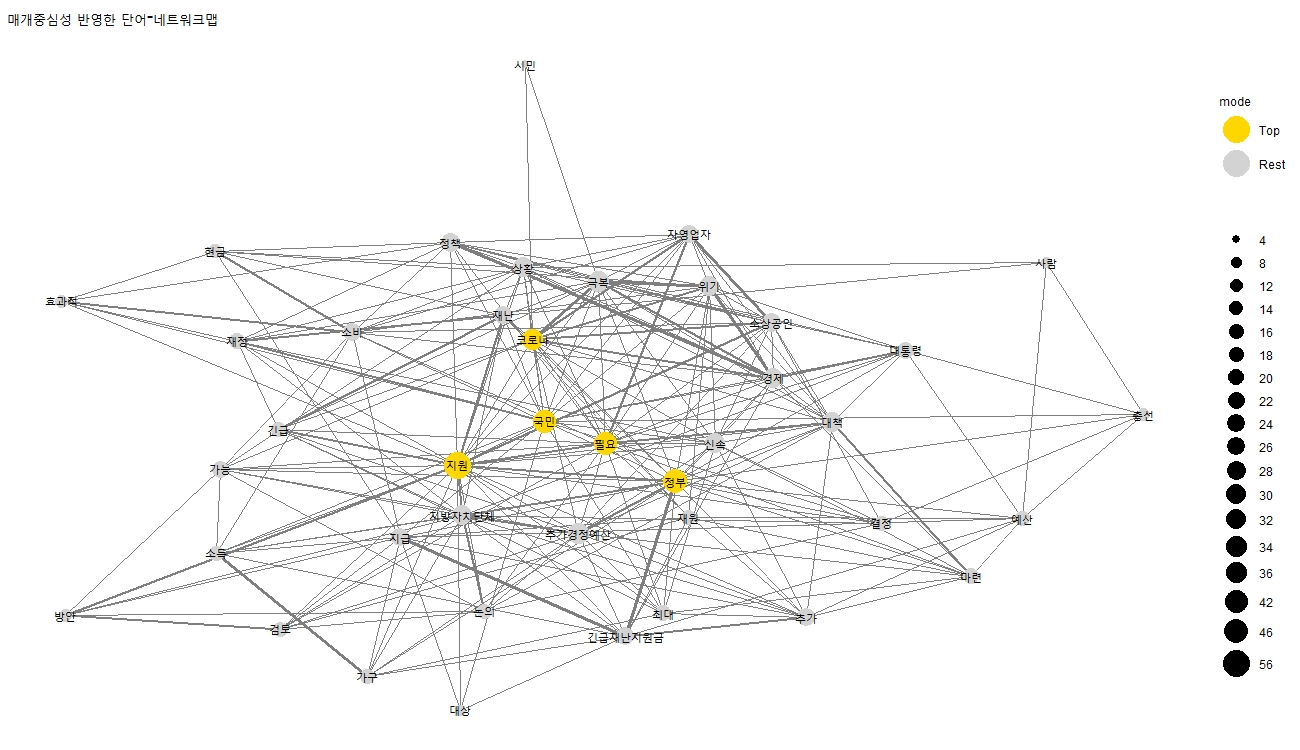 매개중심성 반영한 단어-네트워크맵
시민
현금
정책
자영업자
상황
극복
위기
사람
효과적
재정
소비
재난
코로나
소상공인
대통령
경제
긴급
국민
필요
신속
대책
총선
가능
지원
정부
지방자치단체
재원
지급
추가경정예산
결정
예산
소득
마련
방안
검토
논의
최대
추가
긴급재난지원금
가구
대상
mode
Top
Rest
4
8
12
14
16
18
20
22
24
26
28
30
32
34
36
42
46
56